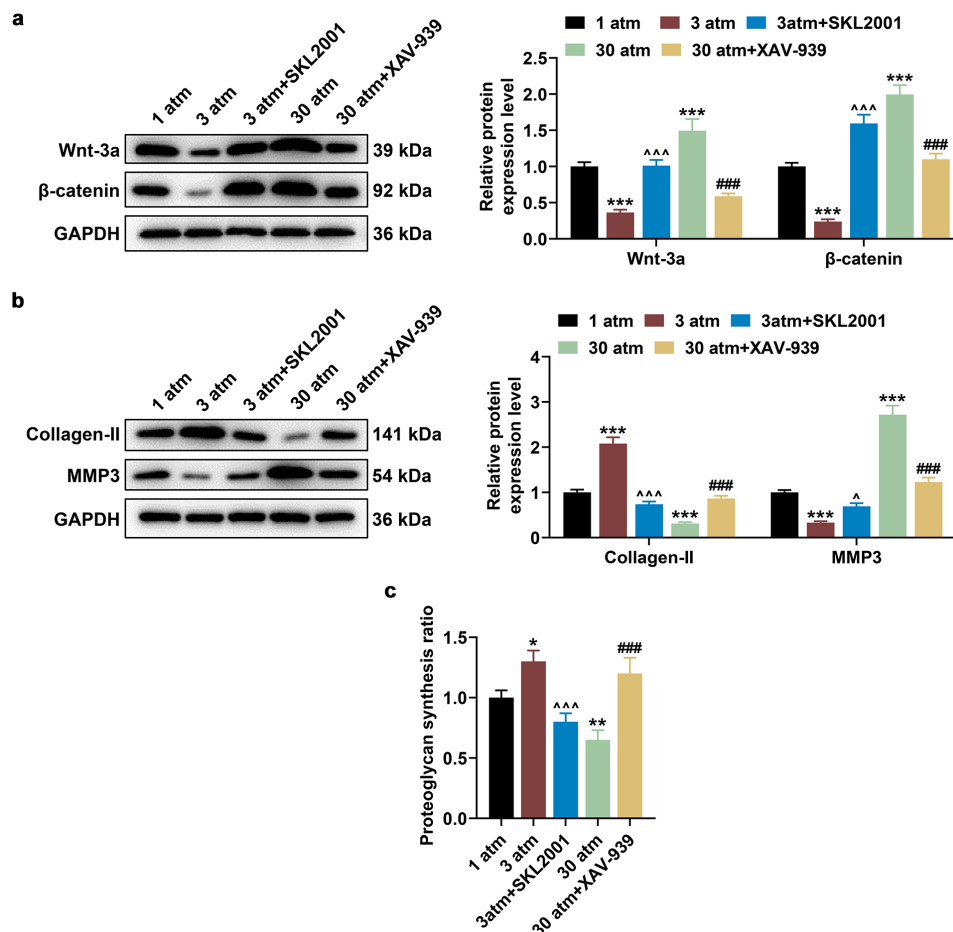 a
1 atm
3 atm
3 atm+SKL2001
30 atm
30 atm+XAV-939
Wnt-3a 39 kDa
β-catenin 92 kDa
GAPDH 36 kDa
1 atm 3 atm 3atm+SKL2001
30 atm 30 atm+XAV-939
Relative protein
expression level
2.5
2.0
1.5
1.0
0.5
0.0
*** ^^^ *** ###
*** ^^^ *** ###
Wnt-3a β-catenin
b
1 atm
3 atm
3 atm+SKL2001
30 atm
30 atm+XAV-939
Collagen-II 141 kDa
MMP3 54 kDa
GAPDH 36 kDa
1 atm 3 atm 3atm+SKL2001
30 atm 30 atm+XAV-939
Relative protein
expression level
4
3
2
1
0
*** ^^^ *** ###
*** ^ *** ###
Collagen-II MMP3
c
Proteoglycan synthesis ratio
1.5
1.0
0.5
0.0
* ^^^ ** ###
1 atm
3 atm
3atm+SKL2001
30 atm
30 atm+XAV-939